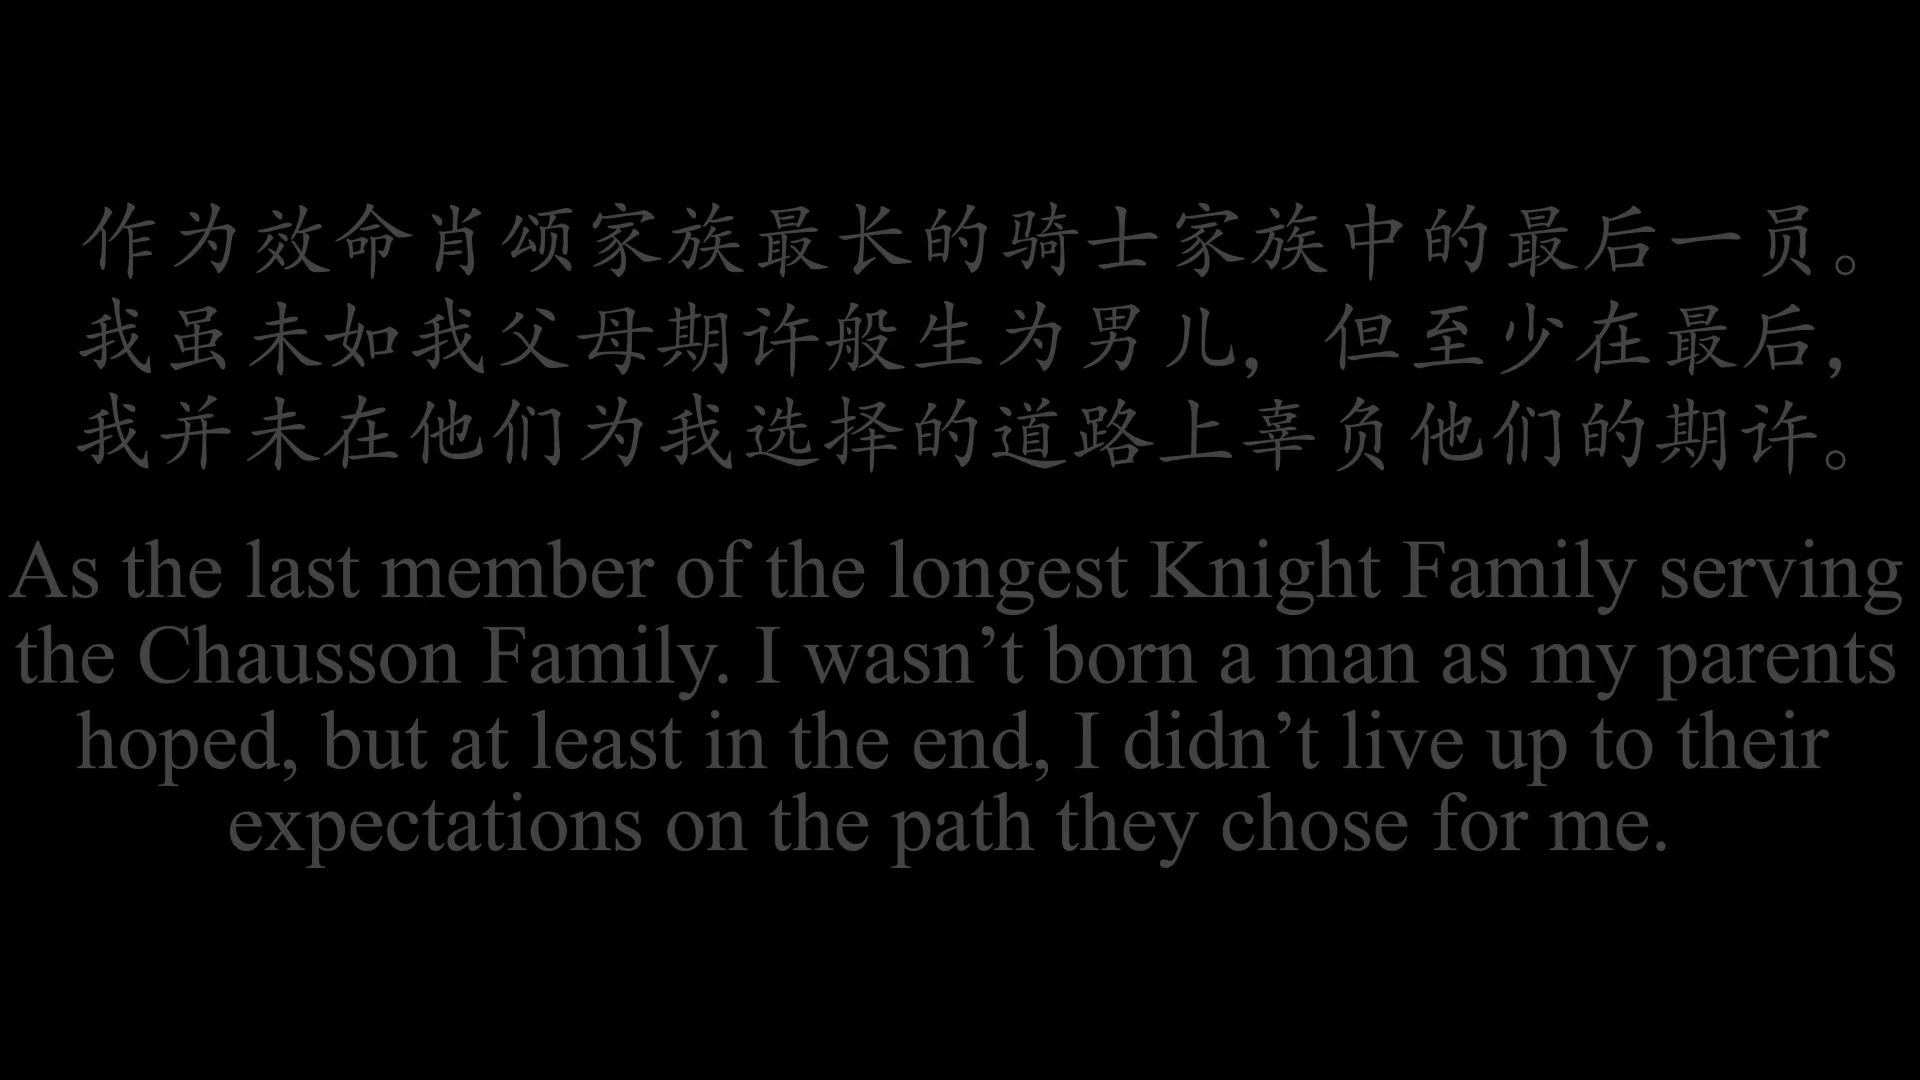 作为效命肖颂家族最长的骑士家族中的最后一员。
我虽未如我父母期许般生为男儿，但至少在最后，
我并未在他们为我选择的道路上辜负他们的期许。
As the last member of the longest Knight Family serving
the Chausson Family. I wasn’t born a man as my parents
hoped, but at least in the end, I didn’t live up to their
expectations on the path they chose for me.